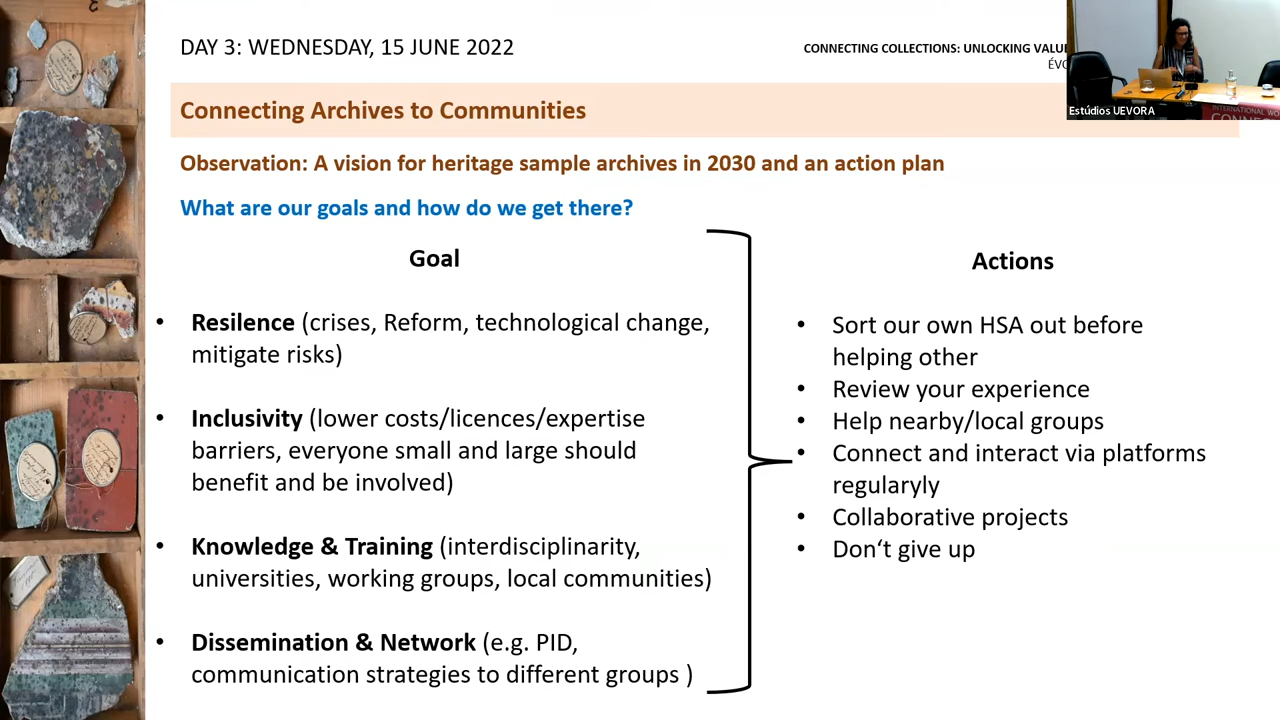 DAY 3: WEDNESDAY, 15 JUNE 2022
CONNECTING COLLECTIONS: UNLOCKING
Estúdios UEVORA
INTERNATIONAL
Connecting Archives to Communities
Observation: A vision for heritage sample archives in 2030 and an action plan
What are our goals and how do we get there?
Goal
• Resilence (crises, Reform, technological change,
mitigate risks)
• Inclusivity (lower costs/licences/expertise
barriers, everyone small and large should
benefit and be involved)
• Knowledge & Training (interdisciplinarity,
universities, working groups, local communities)
• Dissemination & Network (e.g. PID,
communication strategies to different groups )
Actions
• Sort our own HSA out before
helping other
• Review your experience
• Help nearby/local groups
• Connect and interact via platforms
regularyly
• Collaborative projects
• Don‘t give up